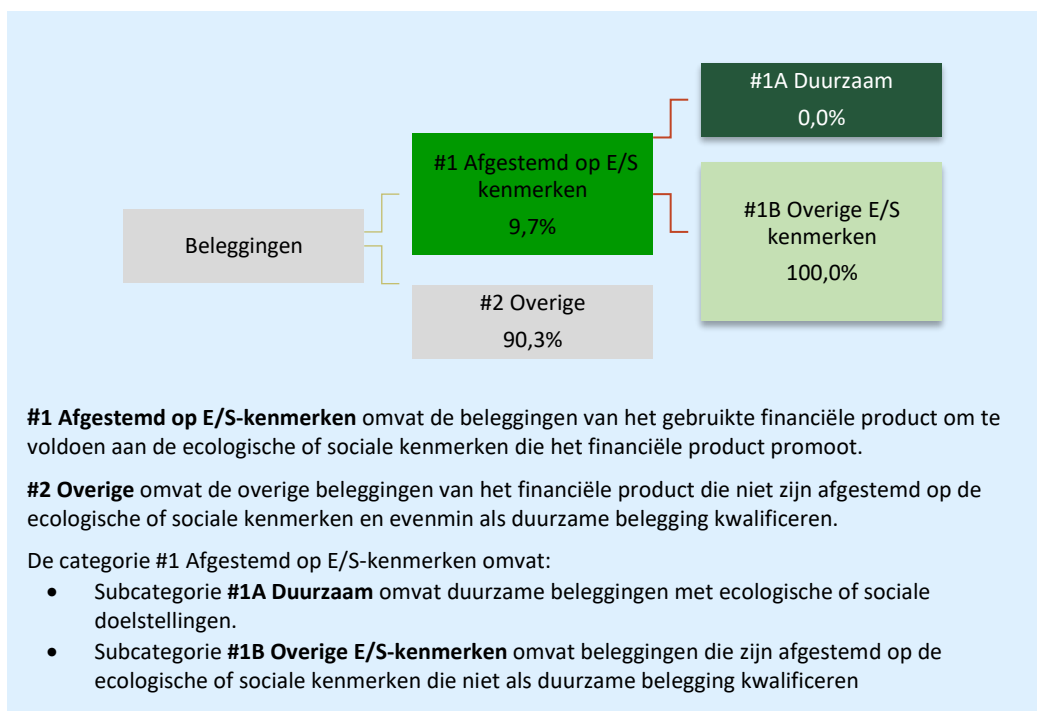 #1A Duurzaam
0,0%
#1 Afgestemd op E/S
kenmerken
9,7%
#1B Overige E/S
kenmerken
100,0%
Beleggingen
#2 Overige
90,3%
#1 Afgestemd op E/S-kenmerken omvat de beleggingen van het gebruikte financiële product om te
voldoen aan de ecologische of sociale kenmerken die het financiële product promoot.
#2 Overige omvat de overige beleggingen van het financiële product die niet zijn afgestemd op de
ecologische of sociale kenmerken en evenmin als duurzame belegging kwalificeren.
De categorie #1 Afgestemd op E/S-kenmerken omvat:
• Subcategorie #1A Duurzaam omvat duurzame beleggingen met ecologische of sociale
doelstellingen.
• Subcategorie #1B Overige E/S-kenmerken omvat beleggingen die zijn afgestemd op de
ecologische of sociale kenmerken die niet als duurzame belegging kwalificeren